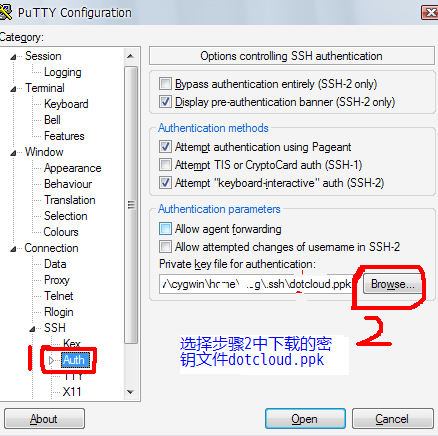 PuTTY Configuration
Category:
Session
Logging
Terminal
Keyboard
Bell
Features
Window
Appearance
Behaviour
Translation
Selection
Colours
Connection
Data
Proxy
Telnet
Rlogin
SSH
Kex
Auth
TTY
X11
Options controlling SSH authentication
Bypass authentication entirely (SSH-2 only)
Display pre-authentication banner (SSH-2 only)
Authentication methods
Attempt authentication using Pageant
Attempt TIS or CryptoCard auth (SSH-1)
Attempt "keyboard-interactive" auth (SSH-2)
Authentication parameters
Allow agent forwarding
Allow attempted changes of username in SSH-2
Private key file for authentication:
\cygwin\home\ g\.ssh\dotcloud.ppk
Browse...
1
2
选择步骤2中下载的密
钥文件dotcloud.ppk
About
Open
Cancel